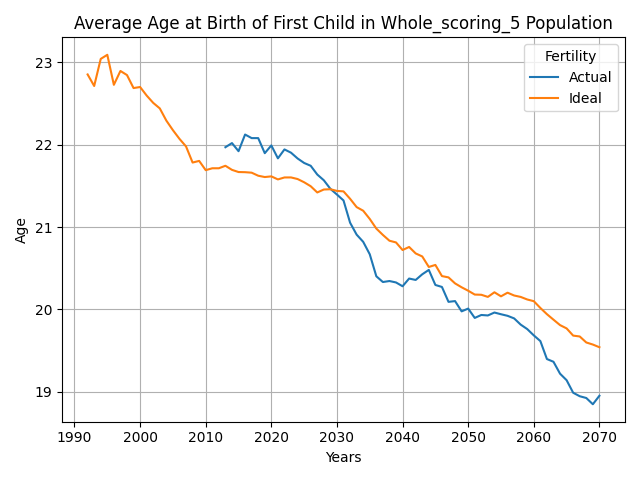 Average Age at Birth of First Child in Whole_scoring_5 Population
Fertility
Actual
Ideal
Age
23
22
21
20
19
1990 2000 2010 2020 2030 2040 2050 2060 2070
Years